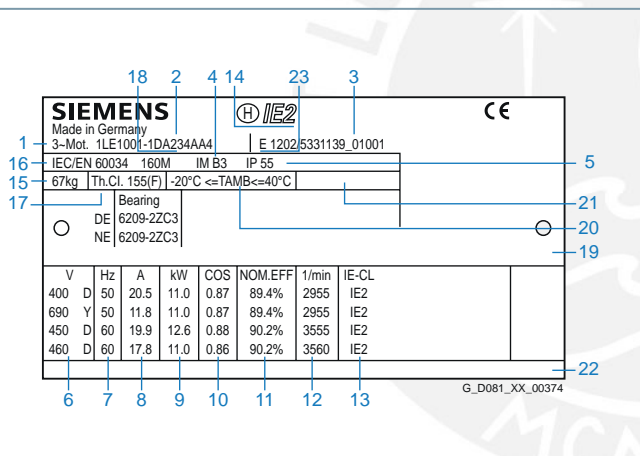 18 2 4 14 23 3
SIEMENS H IE2 CE
Made in Germany
1 3~Mot. 1LE1001-1DA234AA4 E 1202/5331139_01001
16 IEC/EN 60034 160M IM B3 IP 55 5
15 67kg Th.Cl. 155(F) -20°C <=TAMB<=40°C 21
17 20
Bearing
DE 6209-2ZC3
NE 6209-2ZC3
19
V Hz A kW COS NOM.EFF 1/min IE-CL
400 D 50 20.5 11.0 0.87 89.4% 2955 IE2
690 Y 50 11.8 11.0 0.87 89.4% 2955 IE2
450 D 60 19.9 12.6 0.88 90.2% 3555 IE2
460 D 60 17.8 11.0 0.86 90.2% 3560 IE2
22
6 7 8 9 10 11 12 13
G_D081_XX_00374